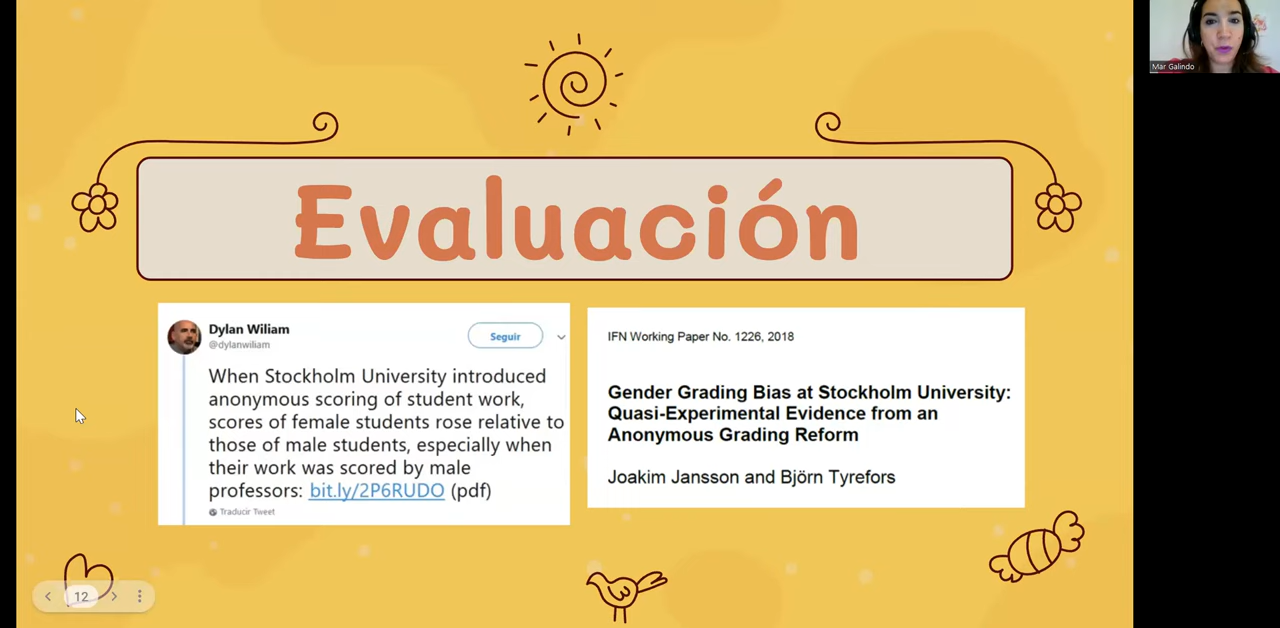 Mar Galindo
Evaluación
Dylan Wiliam
@dylanwiliam
Seguir
When Stockholm University introduced
anonymous scoring of student work,
scores of female students rose relative to
those of male students, especially when
their work was scored by male
professors: bit.ly/2P6RUDO (pdf)
Traducir Tweet
IFN Working Paper No. 1226, 2018
Gender Grading Bias at Stockholm University:
Quasi-Experimental Evidence from an
Anonymous Grading Reform
Joakim Jansson and Björn Tyrefors
12